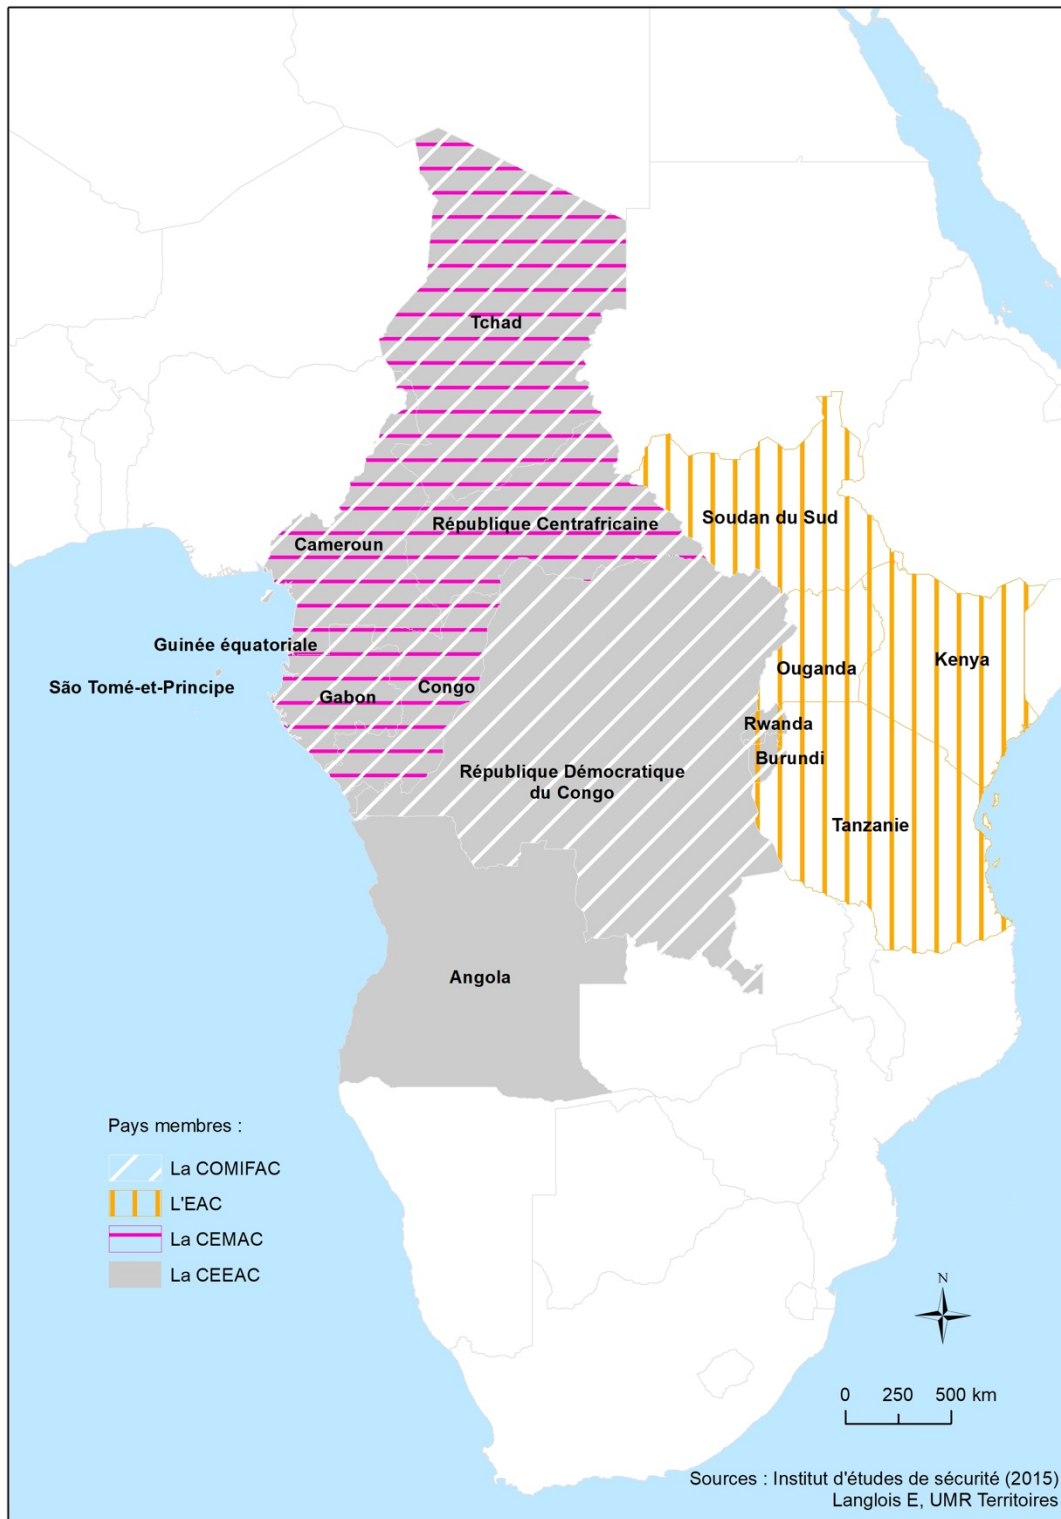 Tchad
Soudan du Sud
République Centrafricaine
Cameroun
Guinée équatoriale
Ouganda
Kenya
São Tomé-et-Principe
Gabon
Congo
Rwanda
Burundi
République Démocratique
du Congo
Tanzanie
Angola
Pays membres :
La COMIFAC
L'EAC
La CEMAC
La CEEAC
N
0 250 500 km
Sources : Institut d'études de sécurité (2015)
Langlois E, UMR Territoires